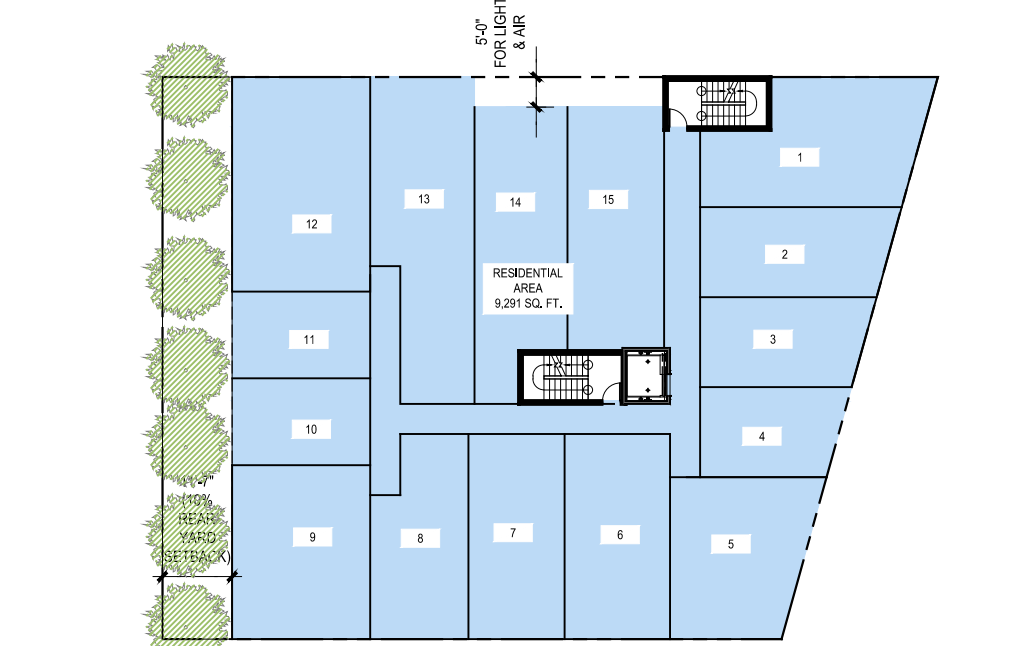 5'-0"
FOR LIGHT
& AIR
1
13
14
15
12
2
RESIDENTIAL
AREA
9,291 SQ. FT.
11
3
10
4
(10%
REAR
YARD
SETBACK)
9
8
7
6
5